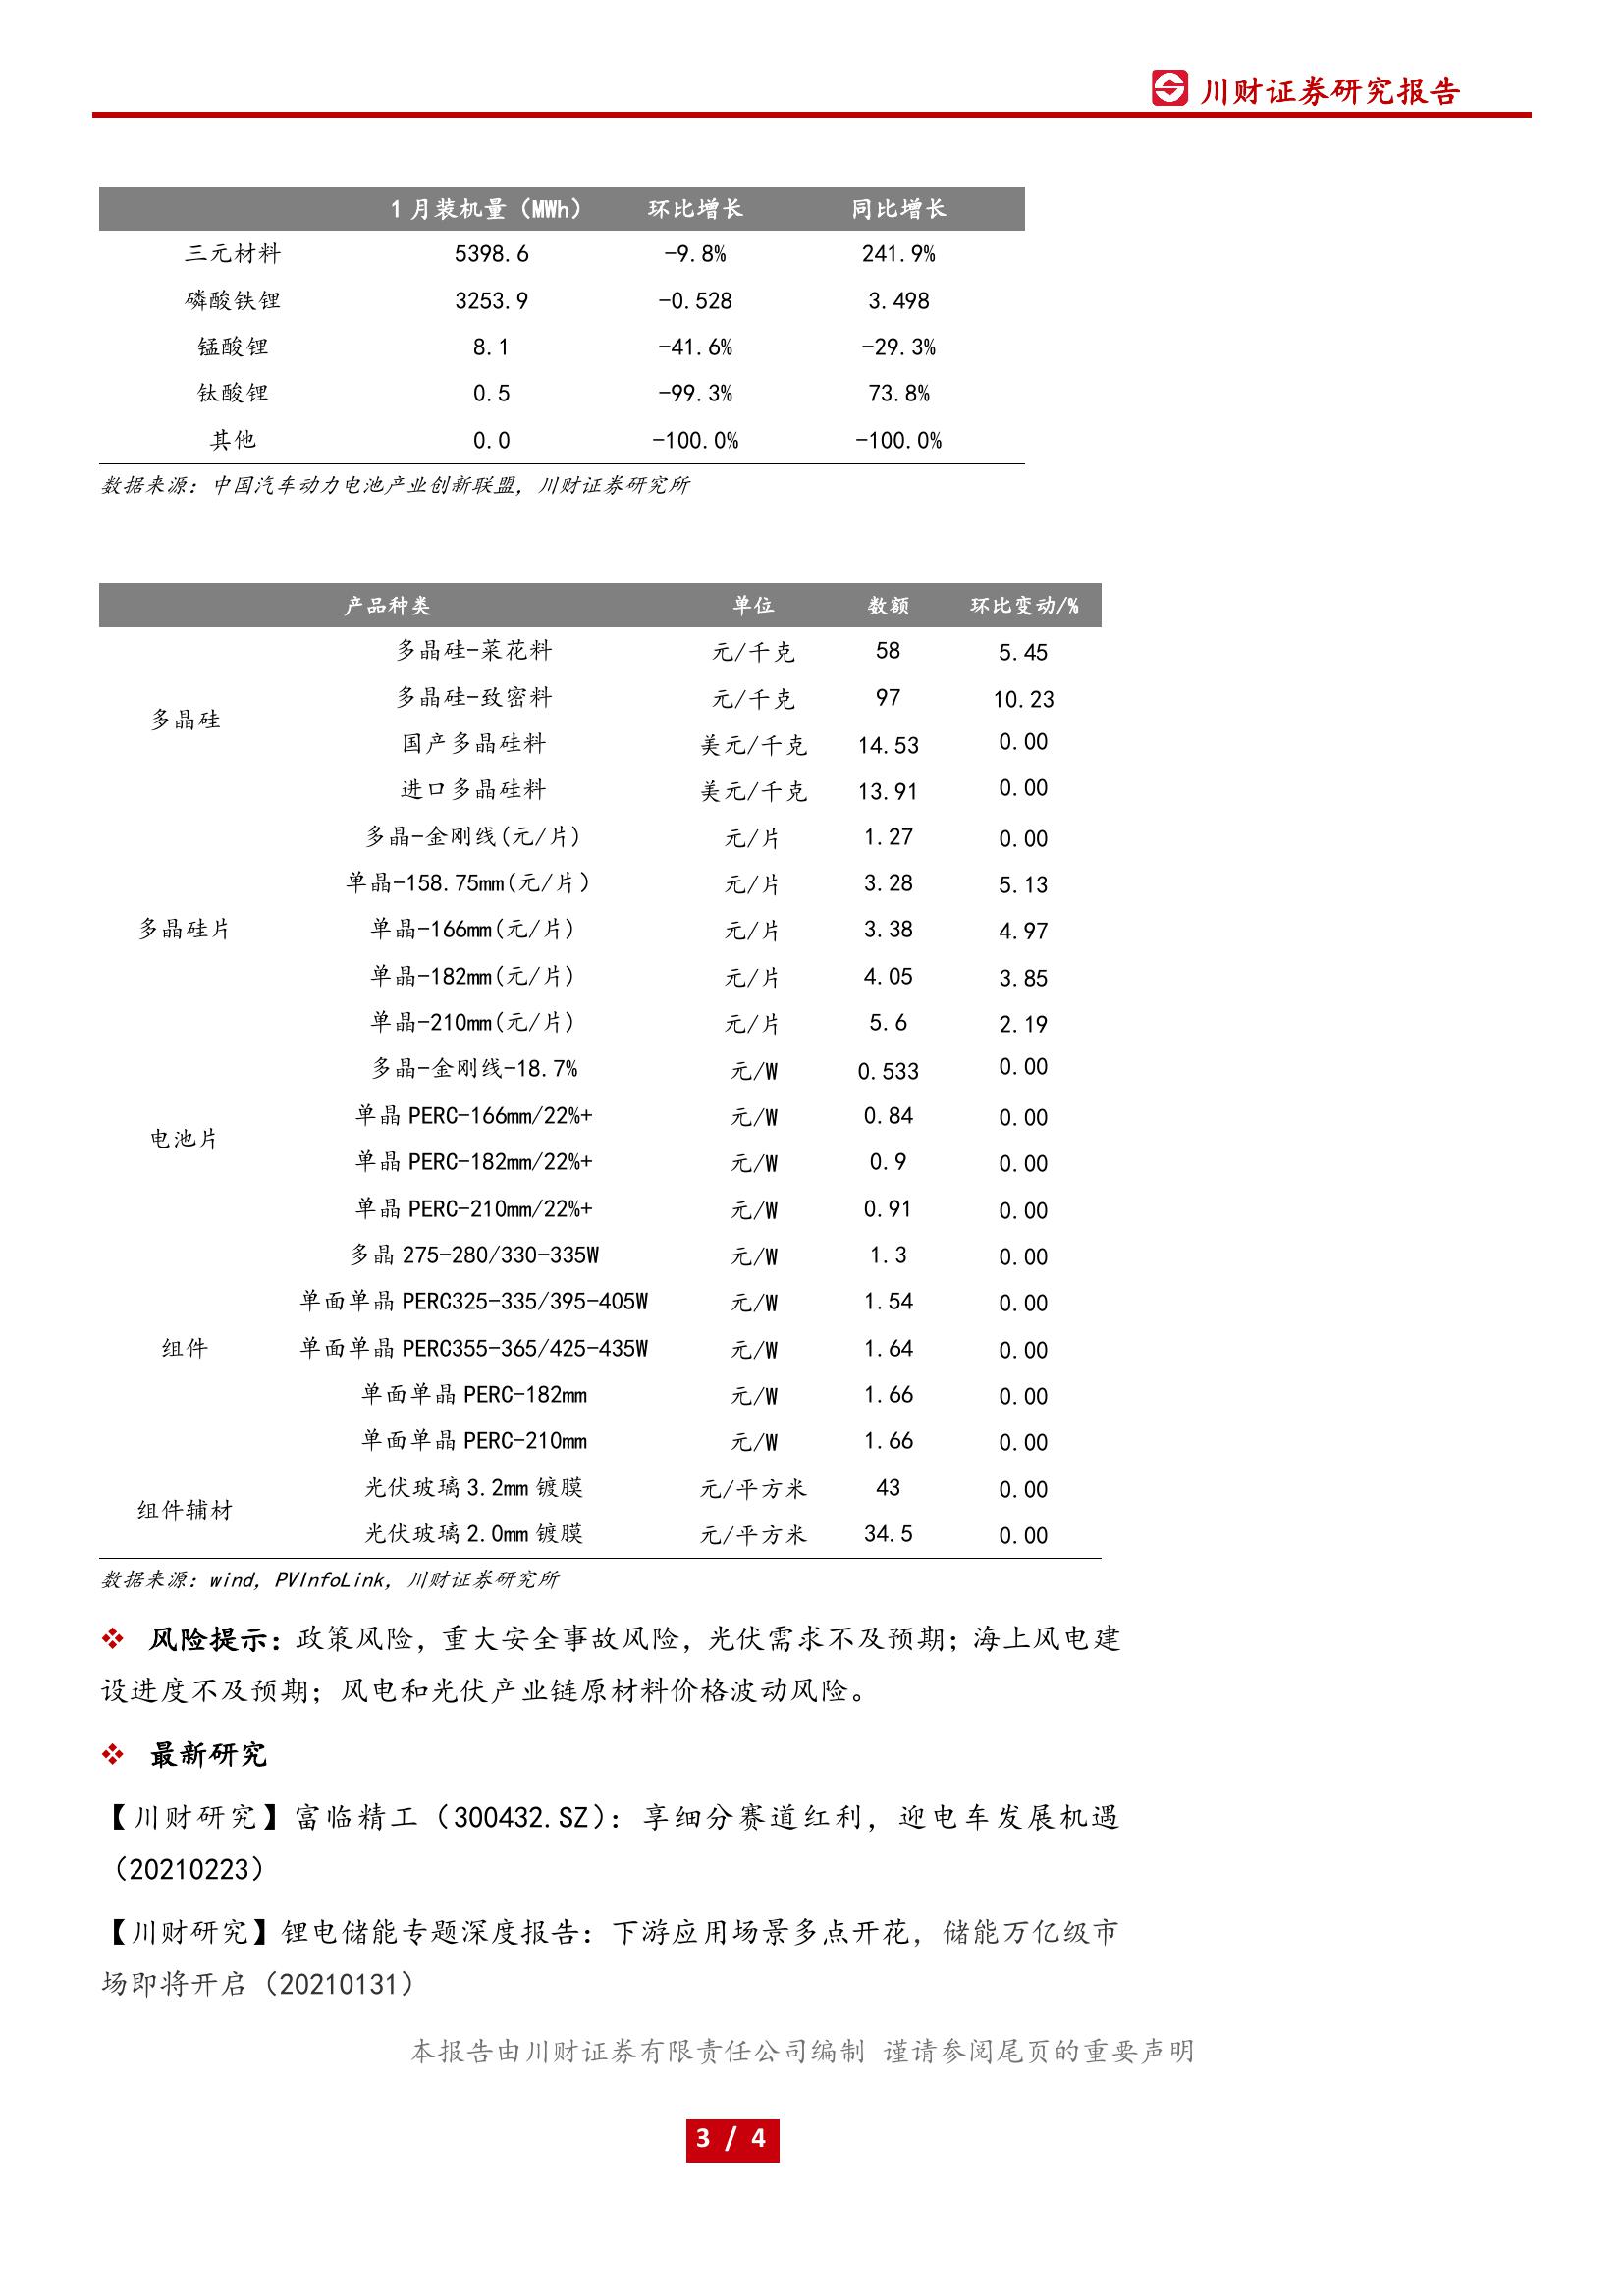 川财证券研究报告
1 月装机量（MWh） 环比增长 同比增长
三元材料 5398.6 -9.8% 241.9%
磷酸铁锂 3253.9 -0.528 3.498
锰酸锂 8.1 -41.6% -29.3%
钛酸锂 0.5 -99.3% 73.8%
其他 0.0 -100.0% -100.0%
数据来源：中国汽车动力电池产业创新联盟，川财证券研究所
产品种类 单位 数额 环比变动/%
多晶硅-菜花料 元/千克 58 5.45
多晶硅-致密料 元/千克 97 10.23
多晶硅
国产多晶硅料 美元/千克 14.53 0.00
进口多晶硅料 美元/千克 13.91 0.00
多晶-金刚线(元/片) 元/片 1.27 0.00
单晶-158.75mm(元/片) 元/片 3.28 5.13
多晶硅片 单晶-166mm(元/片) 元/片 3.38 4.97
单晶-182mm(元/片) 元/片 4.05 3.85
单晶-210mm(元/片) 元/片 5.6 2.19
多晶-金刚线-18.7% 元/W 0.533 0.00
单晶 PERC-166mm/22%+ 元/W 0.84 0.00
电池片
单晶 PERC-182mm/22%+ 元/W 0.9 0.00
单晶 PERC-210mm/22%+ 元/W 0.91 0.00
多晶 275-280/330-335W 元/W 1.3 0.00
单面单晶 PERC325-335/395-405W 元/W 1.54 0.00
组件 单面单晶 PERC355-365/425-435W 元/W 1.64 0.00
单面单晶 PERC-182mm 元/W 1.66 0.00
单面单晶 PERC-210mm 元/W 1.66 0.00
光伏玻璃 3.2mm 镀膜 元/平方米 43 0.00
组件辅材
光伏玻璃 2.0mm 镀膜 元/平方米 34.5 0.00
数据来源：wind，PVInfoLink，川财证券研究所
❖ 风险提示：政策风险，重大安全事故风险，光伏需求不及预期；海上风电建
设进度不及预期；风电和光伏产业链原材料价格波动风险。
❖ 最新研究
【川财研究】富临精工（300432.SZ）：享细分赛道红利，迎电车发展机遇
（20210223）
【川财研究】锂电储能专题深度报告：下游应用场景多点开花，储能万亿级市
场即将开启（20210131）
本报告由川财证券有限责任公司编制 谨请参阅尾页的重要声明
3 / 4